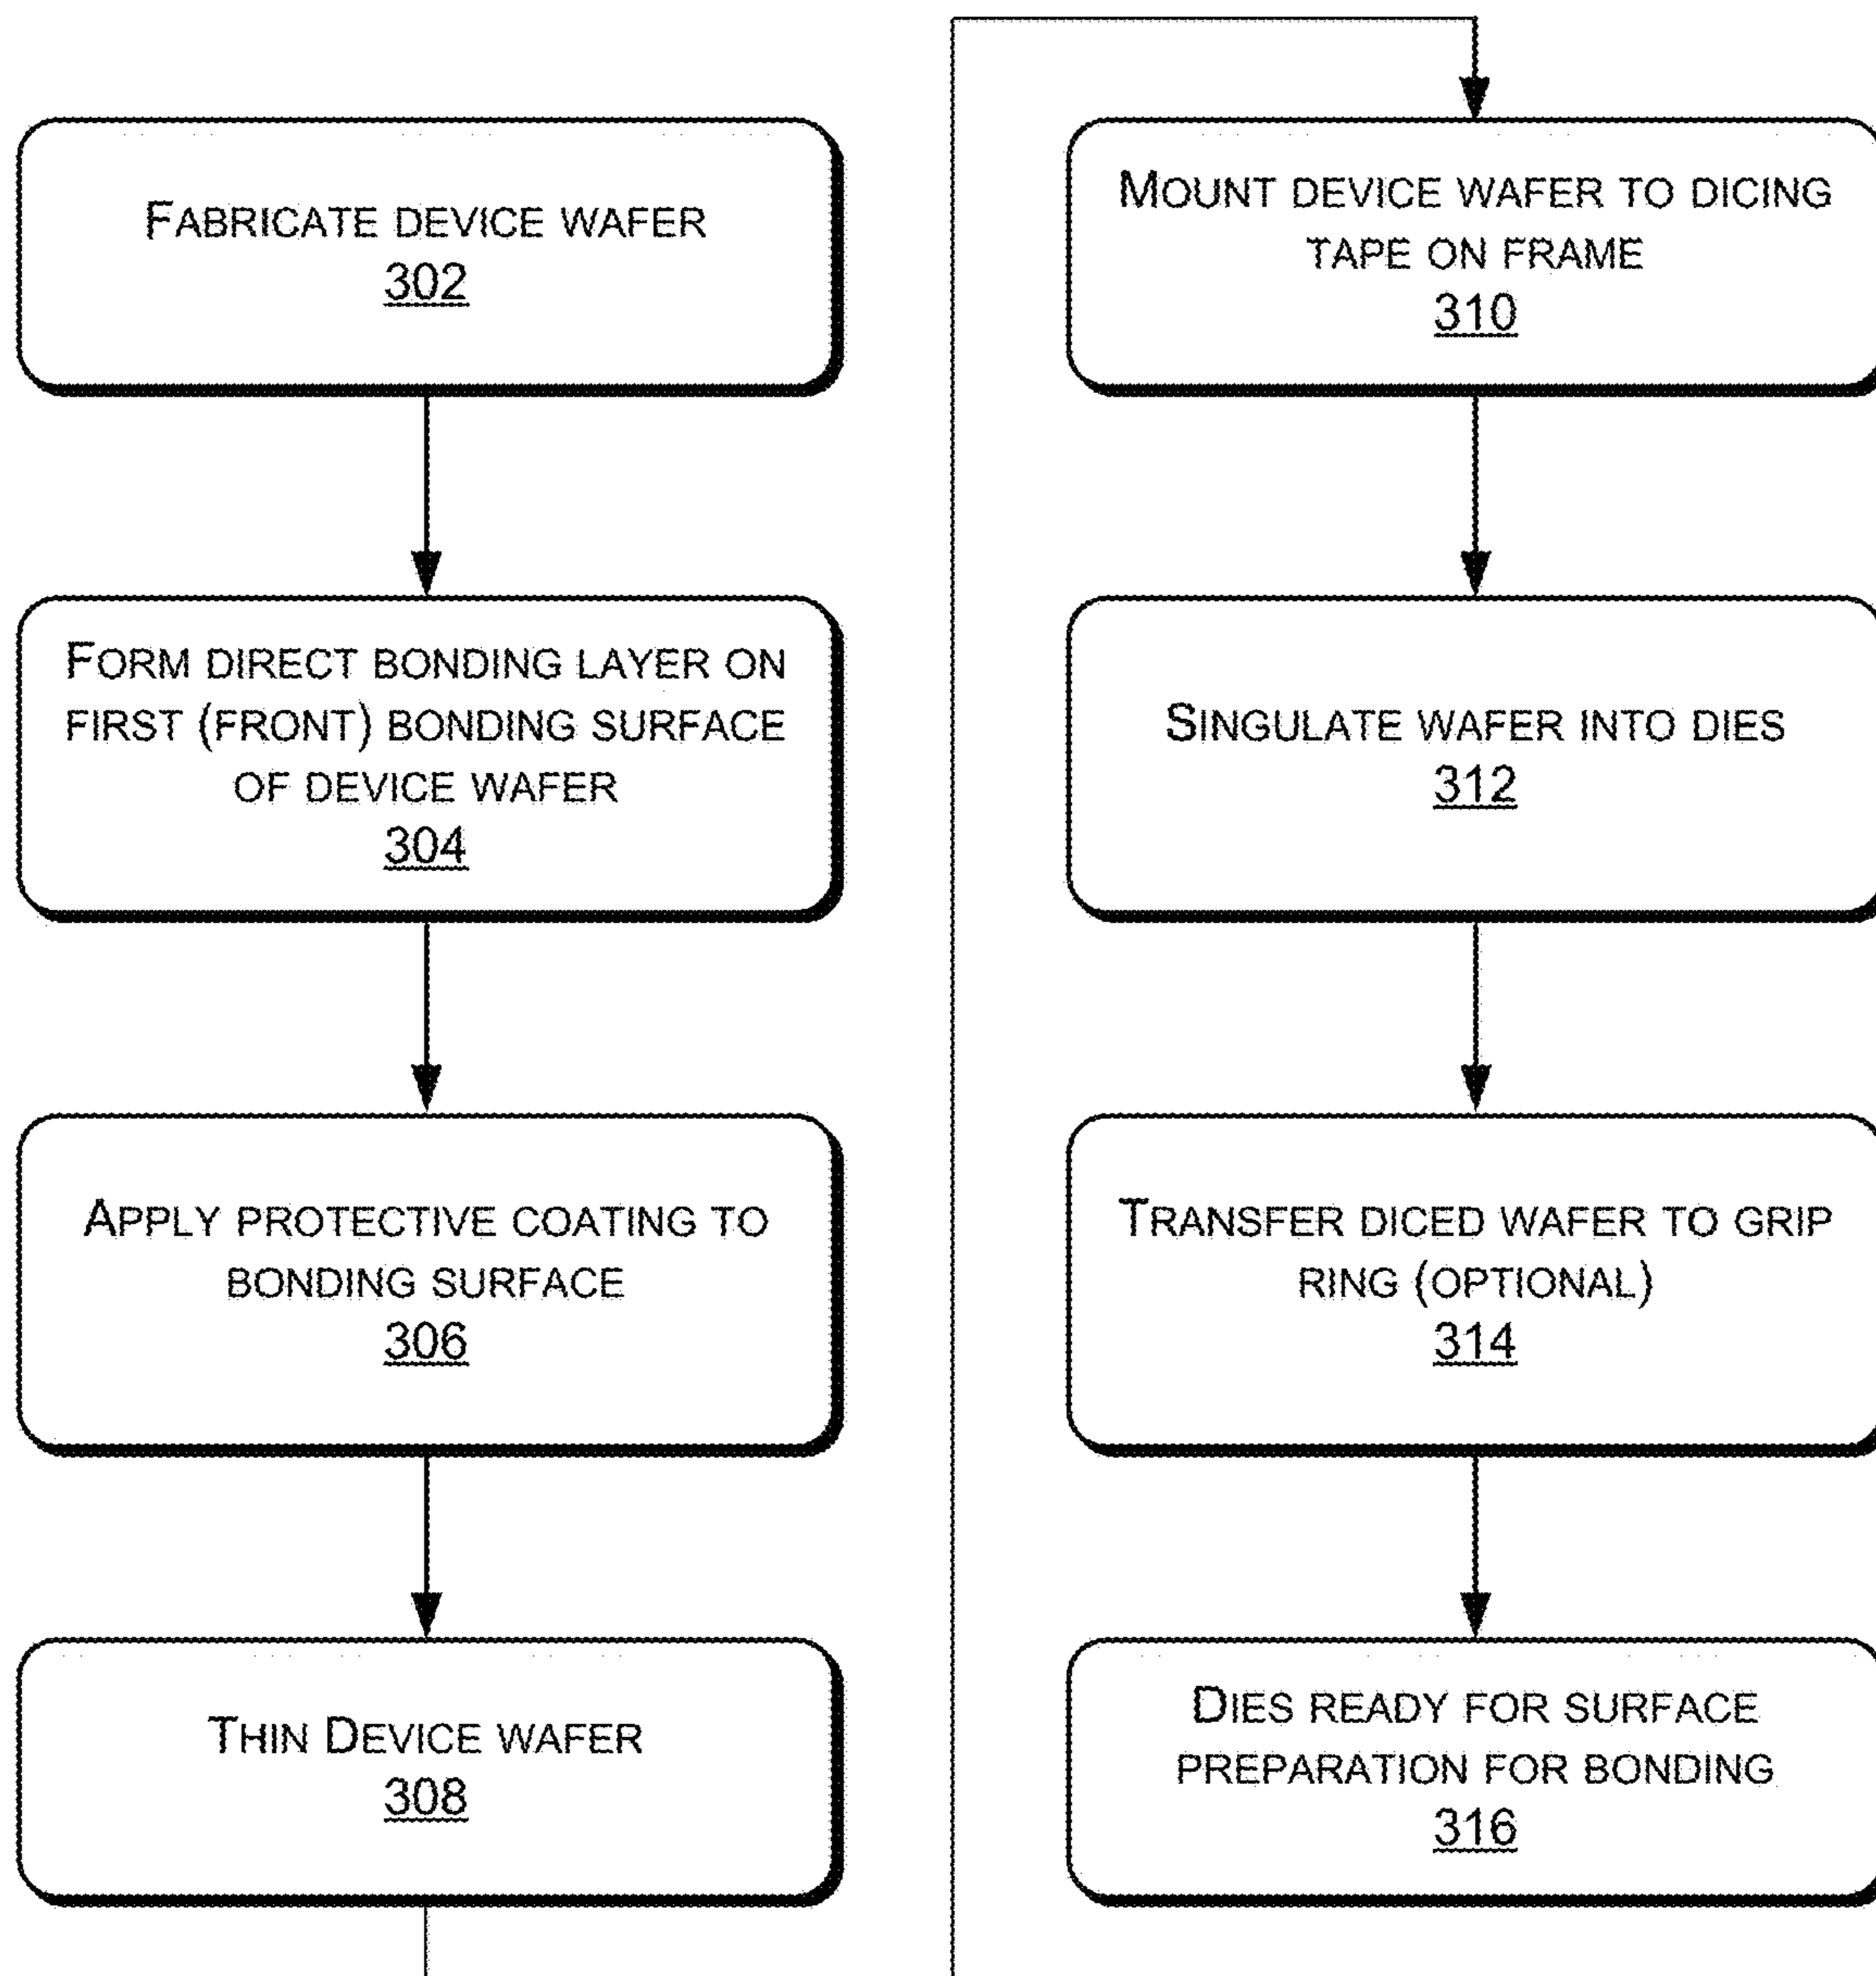 FABRICATE DEVICE WAFER
302
FORM DIRECT BONDING LAYER ON
FIRST (FRONT) BONDING SURFACE
OF DEVICE WAFER
304
APPLY PROTECTIVE COATING TO
BONDING SURFACE
306
THIN DEVICE WAFER
308
MOUNT DEVICE WAFER TO DICING
TAPE ON FRAME
310
SINGULATE WAFER INTO DIES
312
TRANSFER DICED WAFER TO GRIP
RING (OPTIONAL)
314
DIES READY FOR SURFACE
PREPARATION FOR BONDING
316